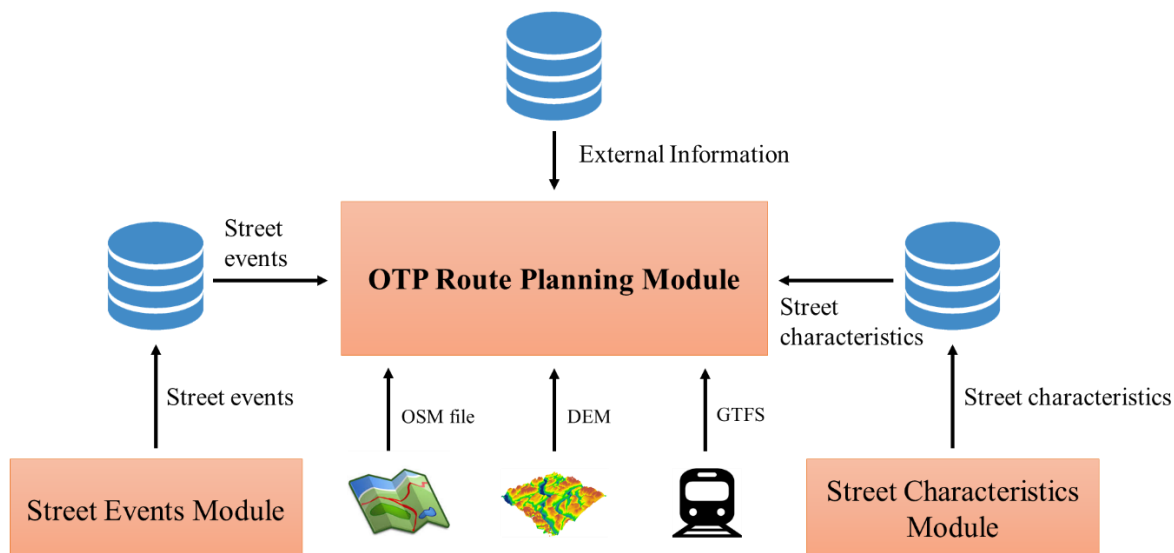 External Information
Street
events
OTP Route Planning Module
Street
characteristics
Street events
OSM file
DEM
GTFS
Street characteristics
Street Events Module
Street Characteristics
Module